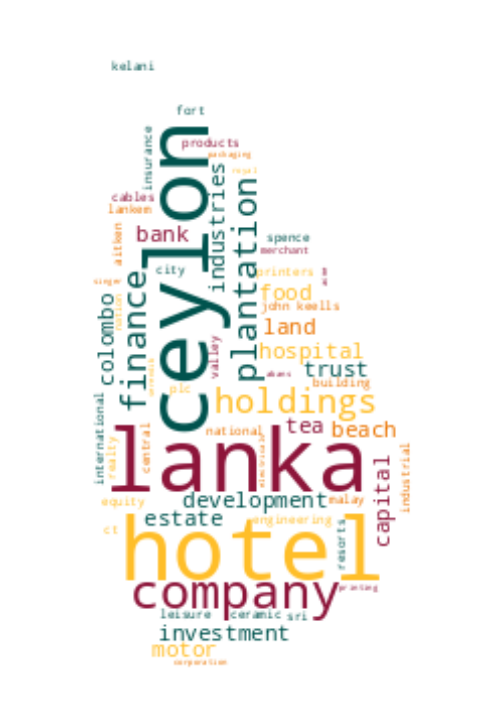 kelani
fort
insurance
products
packaging
royal
ceylon
industries
plantation
cables
lankem
aitken
bank
spence
merchant
city
singer
finance
colombo
nation
printers
food
john keells
land
valley
hospital
trust
abans
building
plc
holdings
tea
beach
national
lanka
international
realty
central
industrial
capital
equity
development
malay
estate
engineering
ct
hotel
resorts
company
printing
leisure
ceramic
sri
investment
motor
corporation